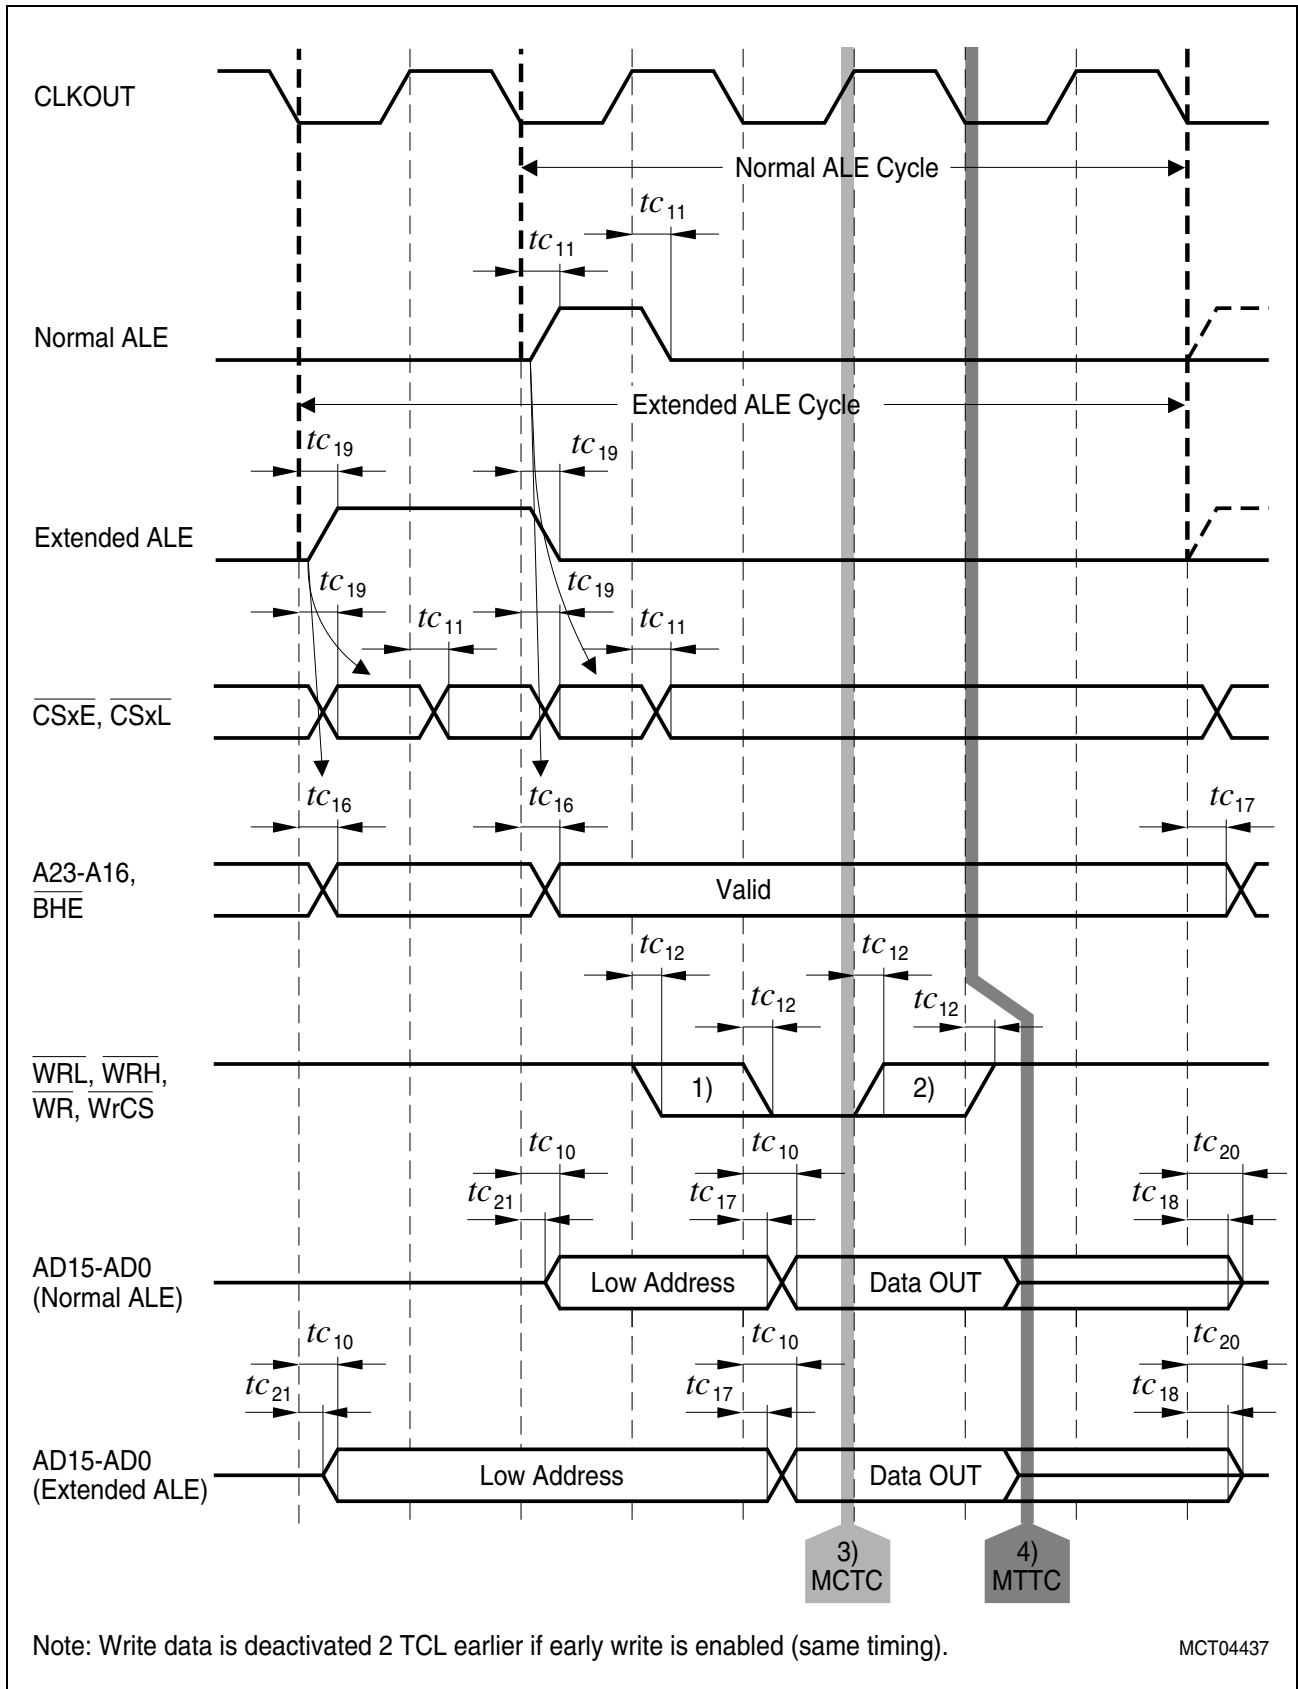 CLKOUT
Normal ALE Cycle
tc11
tc11
Normal ALE
Extended ALE Cycle
tc19
tc19
Extended ALE
tc19
tc19
tc11
tc11
CSxE, CSxL
tc16
tc16
tc17
A23-A16,
BHE
Valid
tc12
tc12
tc12
tc12
WRL, WRH,
WR, WrCS
1)
2)
tc10
tc10
tc20
tc21
tc17
tc18
AD15-AD0
(Normal ALE)
Low Address
Data OUT
tc10
tc10
tc20
tc21
tc17
tc18
AD15-AD0
(Extended ALE)
Low Address
Data OUT
3)
MCTC
4)
MTTC
Note: Write data is deactivated 2 TCL earlier if early write is enabled (same timing).
MCT04437